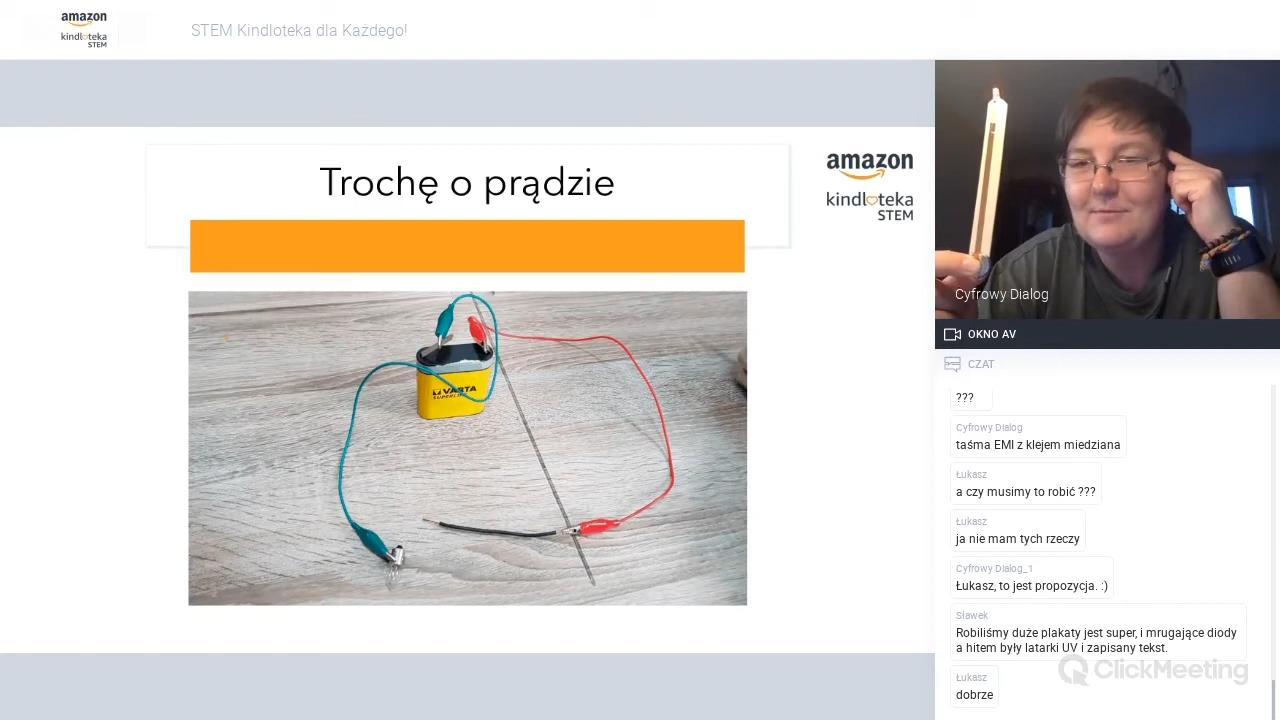 amazon
kindloteka
STEM
STEM Kindloteka dla Każdego!
Trochę o prądzie
amazon
kindloteka
STEM
VARTA
SUPERLIFE
Cyfrowy Dialog
OKNO AV
CZAT
???
Cyfrowy Dialog
taśma EMI z klejem miedziana
Łukasz
a czy musimy to robić ???
Łukasz
ja nie mam tych rzeczy
Cyfrowy Dialog_1
Łukasz, to jest propozycja. :)
Sławek
Robiliśmy duże plakaty jest super, i mrugające diody
a hitem były latarki UV i zapisany tekst.
ClickMeeting
Łukasz
dobrze